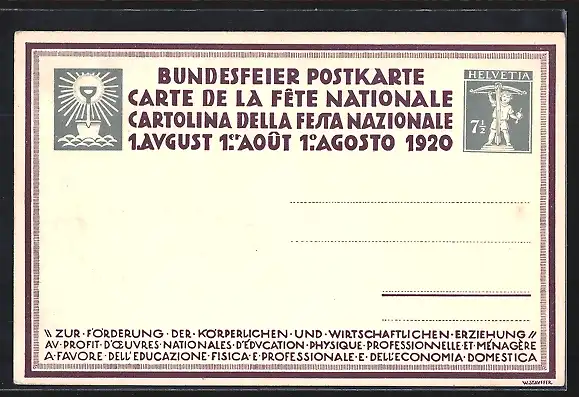 BUNDESFEIER POSTKARTE
CARTE DE LA FÊTE NATIONALE
CARTOLINA DELLA FESTA NAZIONALE
1. AVGUST 1er AOÛT 1º AGOSTO 1920
HELVETIA
7½
\\ ZUR·FÖRDERUNG·DER·KÖRPERLICHEN·UND·WIRTSCHAFTLICHEN·ERZIEHUNG //
AV·PROFIT·D'ŒUVRES·NATIONALES·D'ÉDVCATION·PHYSIQUE·PROFESSIONNELLE·ET·MÉNAGÈRE
A·FAVORE·DELL'EDUCAZIONE·FISICA·E·PROFESSIONALE·E·DELL'ECONOMIA·DOMESTICA
W.STAUFFER